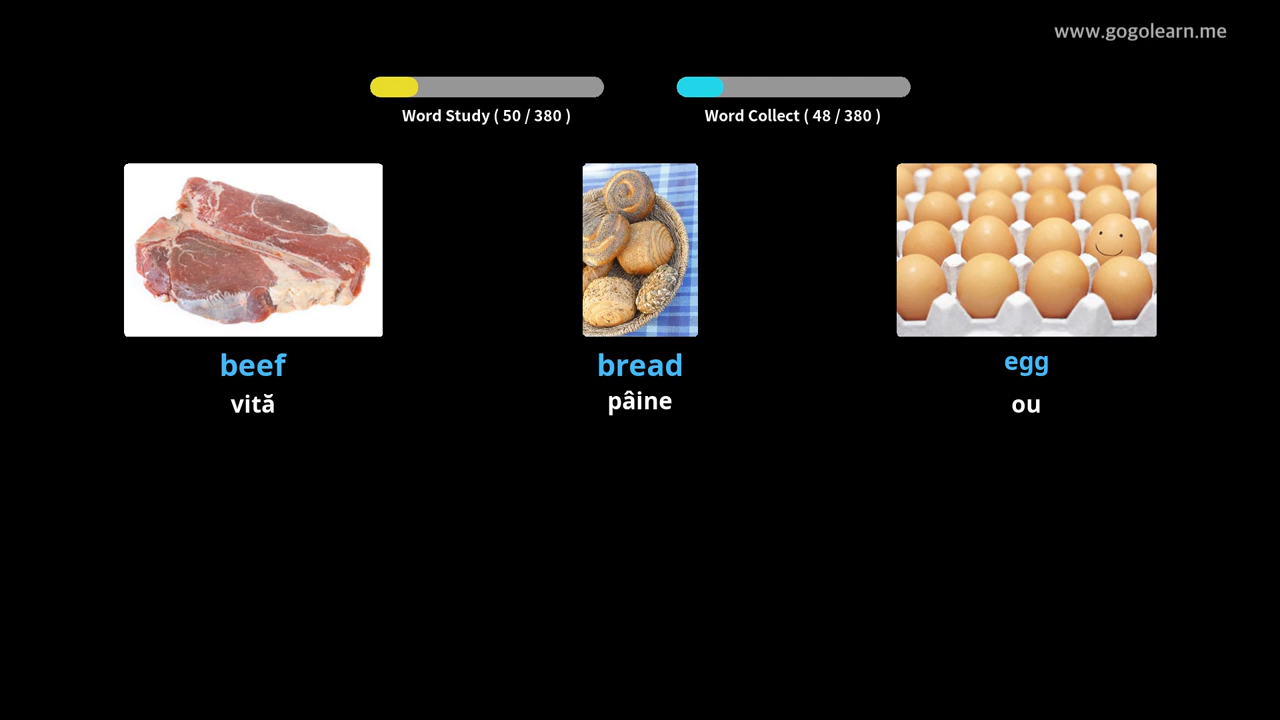 www.gogolearn.me
Word Study ( 50 / 380 )
Word Collect ( 48 / 380 )
beef
vită
bread
pâine
egg
ou